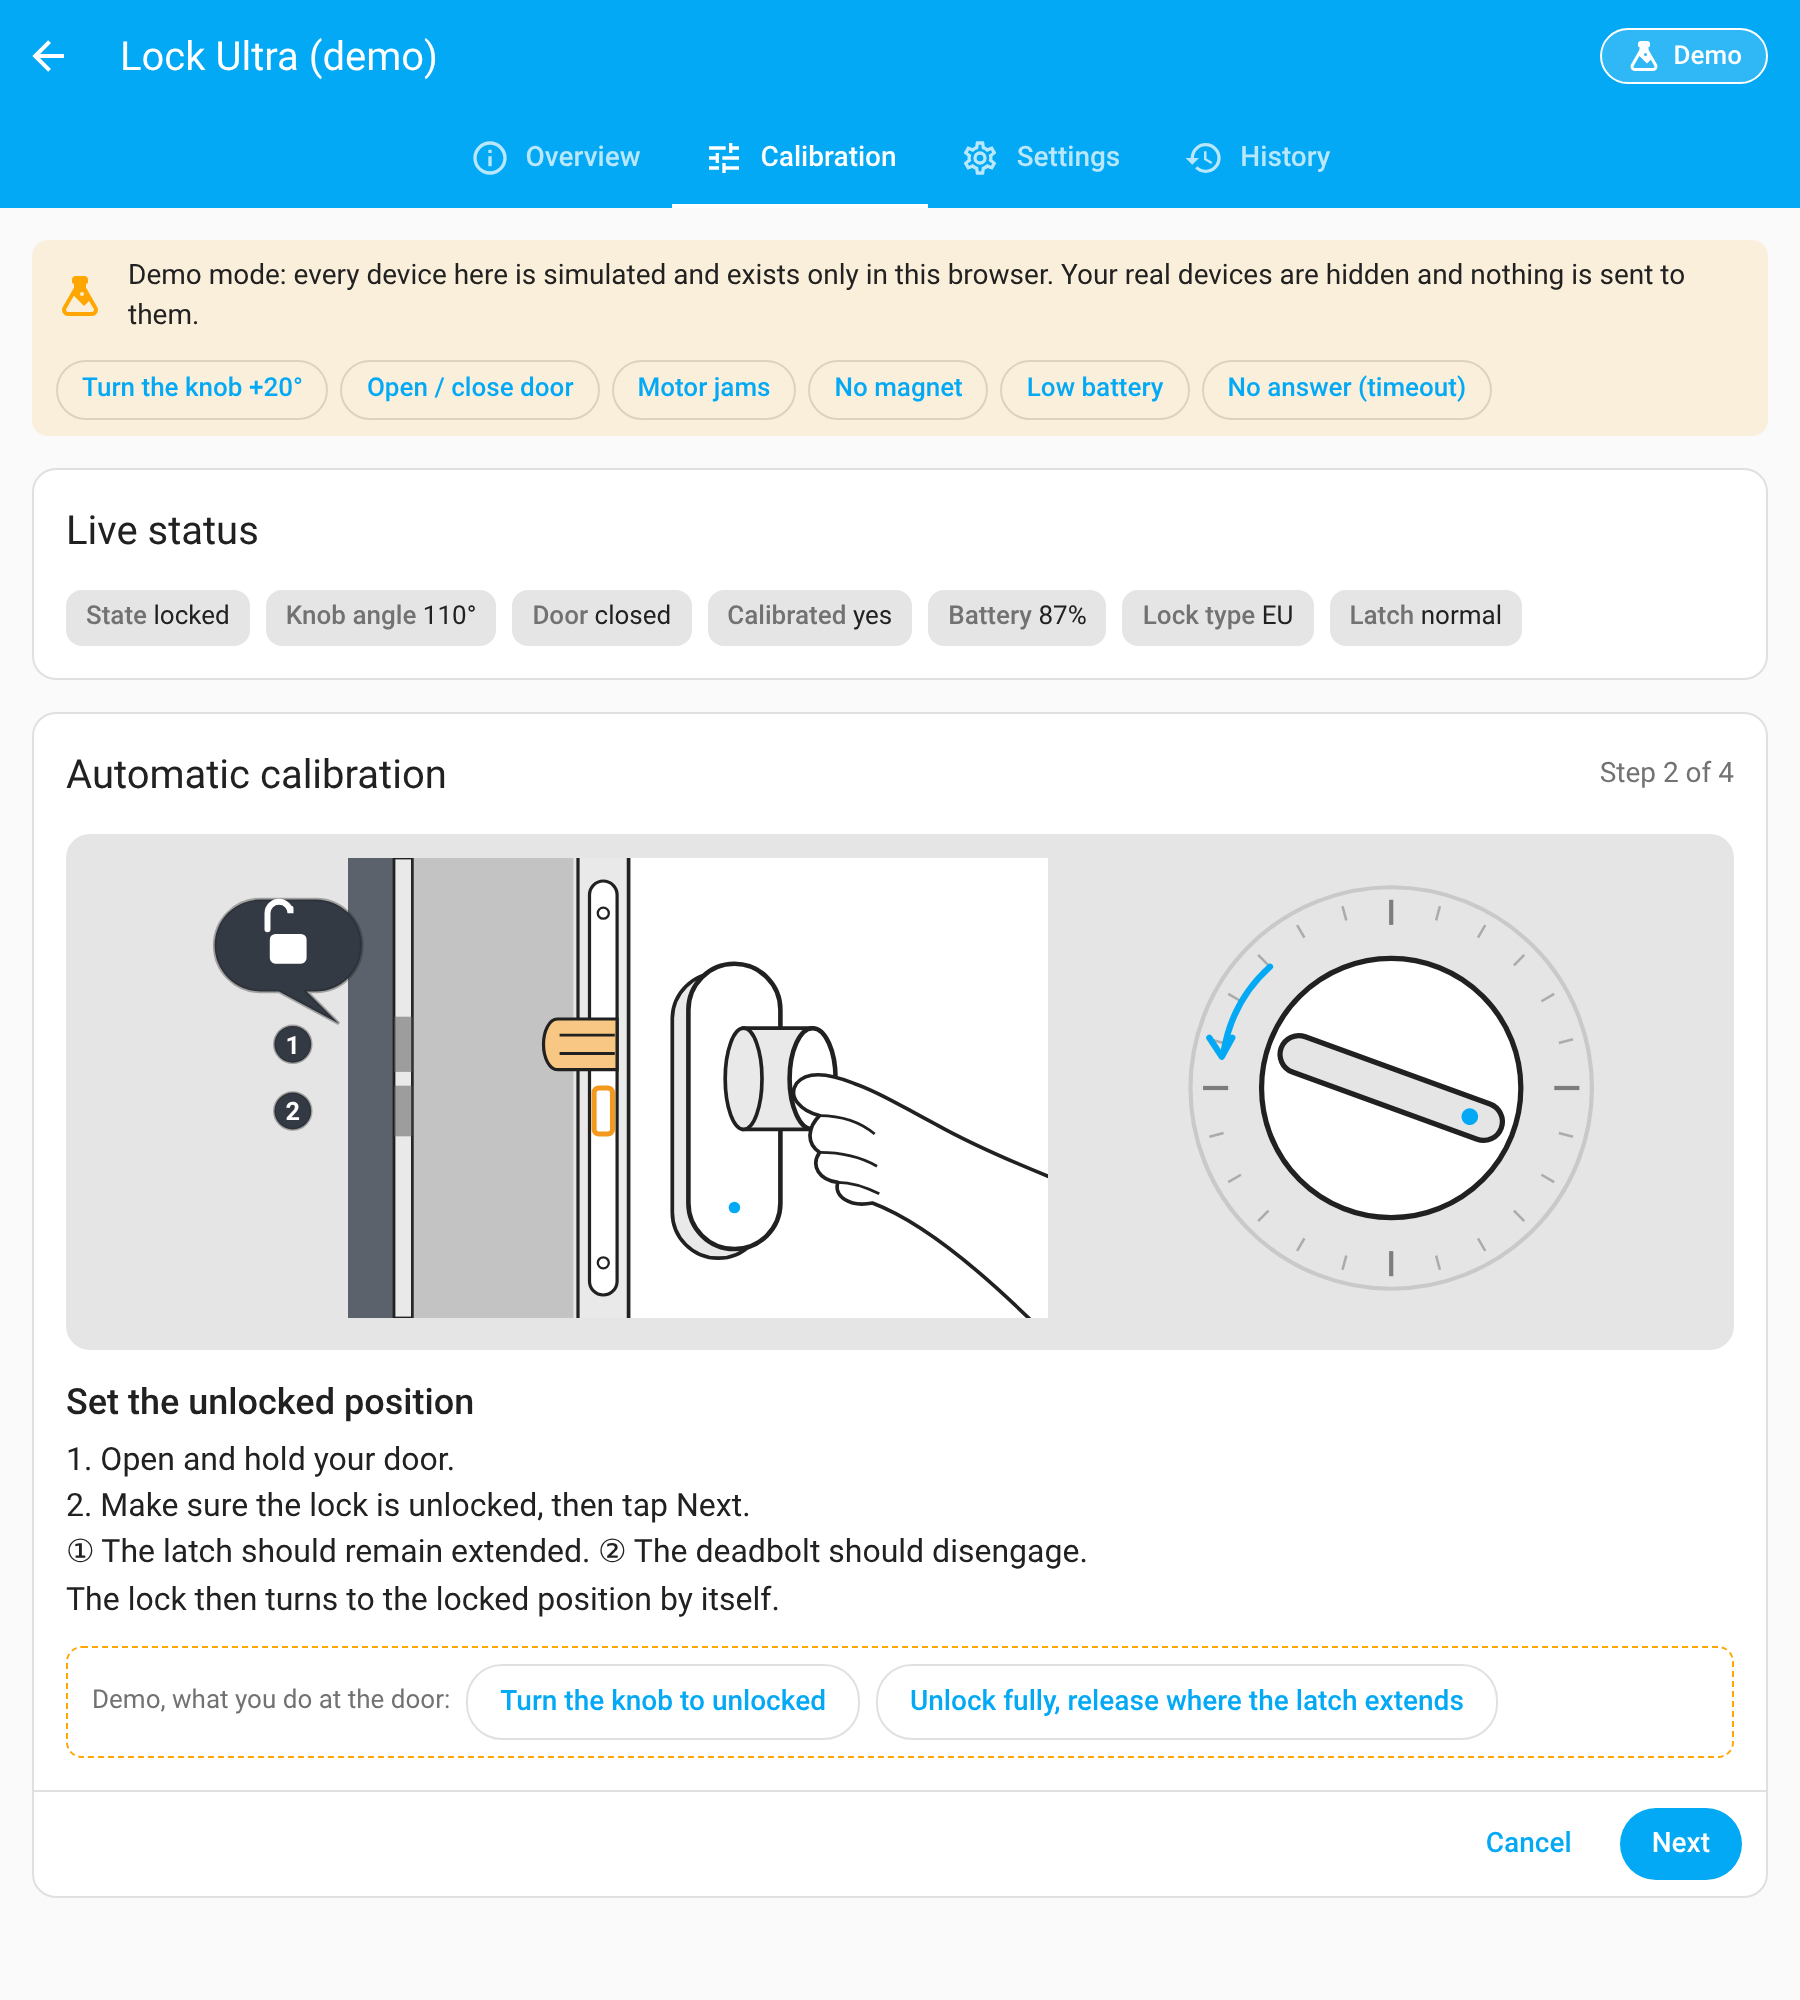 Lock Ultra (demo)
Demo
Overview
Calibration
Settings
History
Demo mode: every device here is simulated and exists only in this browser. Your real devices are hidden and nothing is sent to
them.
Turn the knob +20°
Open / close door
Motor jams
No magnet
Low battery
No answer (timeout)
Live status
State locked
Knob angle 110°
Door closed
Calibrated yes
Battery 87%
Lock type EU
Latch normal
Automatic calibration
Step 2 of 4
1
2
Set the unlocked position
1. Open and hold your door.
2. Make sure the lock is unlocked, then tap Next.
① The latch should remain extended. ② The deadbolt should disengage.
The lock then turns to the locked position by itself.
Demo, what you do at the door:
Turn the knob to unlocked
Unlock fully, release where the latch extends
Cancel
Next